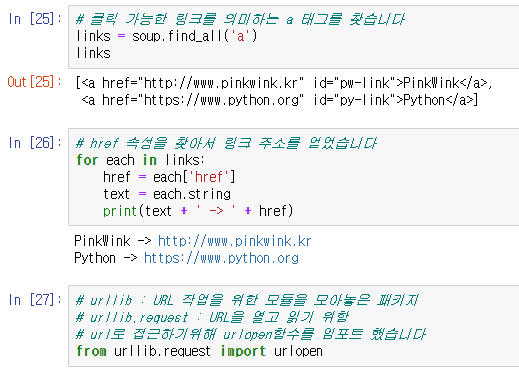 In [25]: #클릭 가능한 링크를 의미하는 a 태그를 찾습니다
links = soup.find_all('a')
links
Out[25]: [<a href="http://www.pinkwink.kr" id="pw-link">PinkWink</a>,
<a href="https://www.python.org" id="py-link">Python</a>]
In [26]: # href 속성을 찾아서 링크 주소를 얻었습니다
for each in links:
href = each['href']
text = each.string
print(text + ' -> ' + href)
PinkWink -> http://www.pinkwink.kr
Python -> https://www.python.org
In [27]: # urllib : URL 작업을 위한 모듈을 모아놓은 패키지
# urllib.request : URL을 열고 읽기 위함
# url로 접근하기위해 urlopen함수를 임포트 했습니다
from urllib.request import urlopen